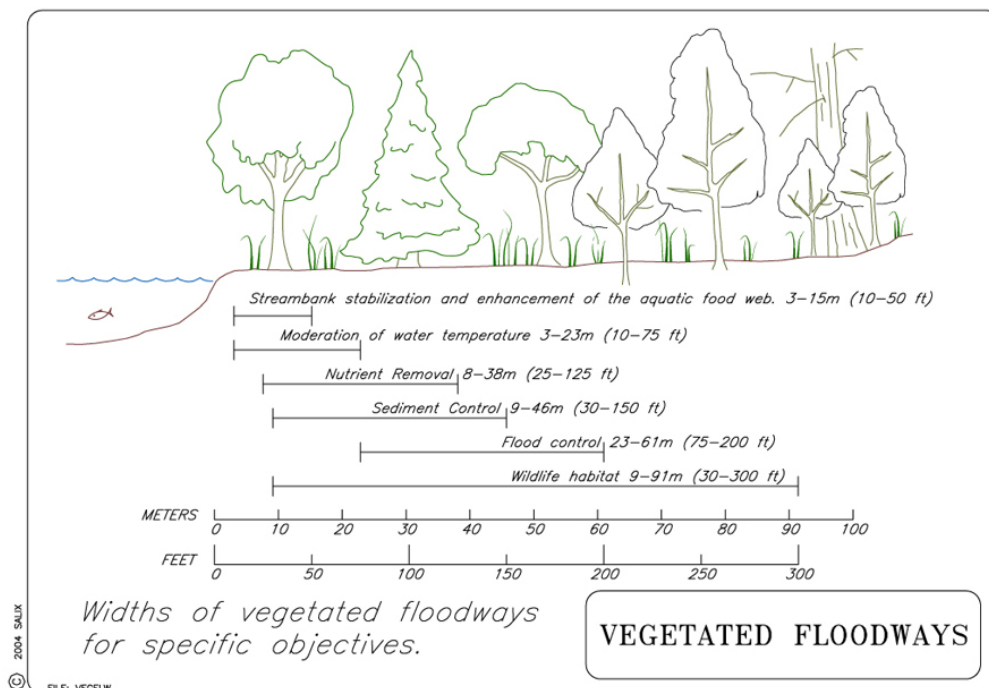 Streambank stabilization and enhancement of the aquatic food web. 3-15m (10-50 ft)
Moderation of water temperature 3-23m (10-75 ft)
Nutrient Removal 8-38m (25-125 ft)
Sediment Control 9-46m (30-150 ft)
Flood control 23-61m (75-200 ft)
Wildlife habitat 9-91m (30-300 ft)
METERS
0 10 20 30 40 50 60 70 80 90 100
FEET
0 50 100 150 200 250 300
Widths of vegetated floodways
for specific objectives.
VEGETATED FLOODWAYS
© 2004 SALIX